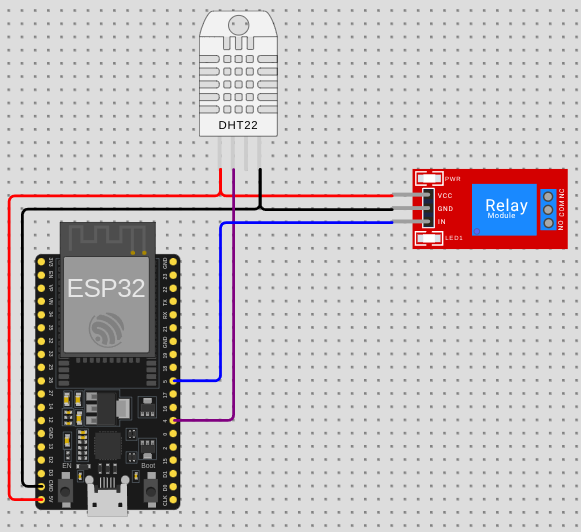 DHT22
PWR
VCC
GND
IN
LED1
Relay
Module
NO COM NC
ESP32
3V3
EN
VP
VN
34
35
32
33
25
26
27
14
12
GND
13
D2
D3
CMD
5V
GND
23
22
TX
RX
21
GND
19
18
5
17
16
4
0
2
15
D1
D0
CLK
EN
Boot